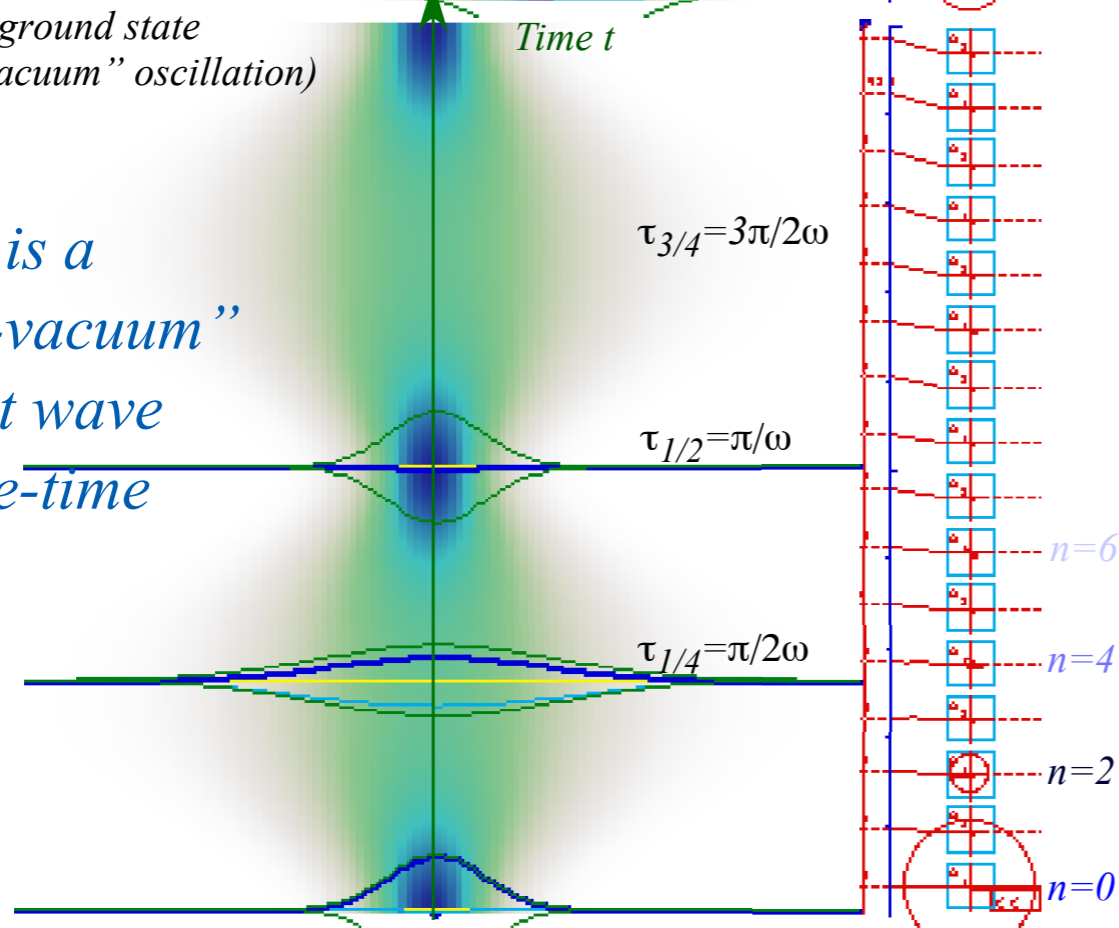 ground state
acuum” oscillation)
Time t
is a
-vacuum”
t wave
e-time
τ3/4=3π/2ω
τ1/2=π/ω
τ1/4=π/2ω
n=6
n=4
n=2
n=0